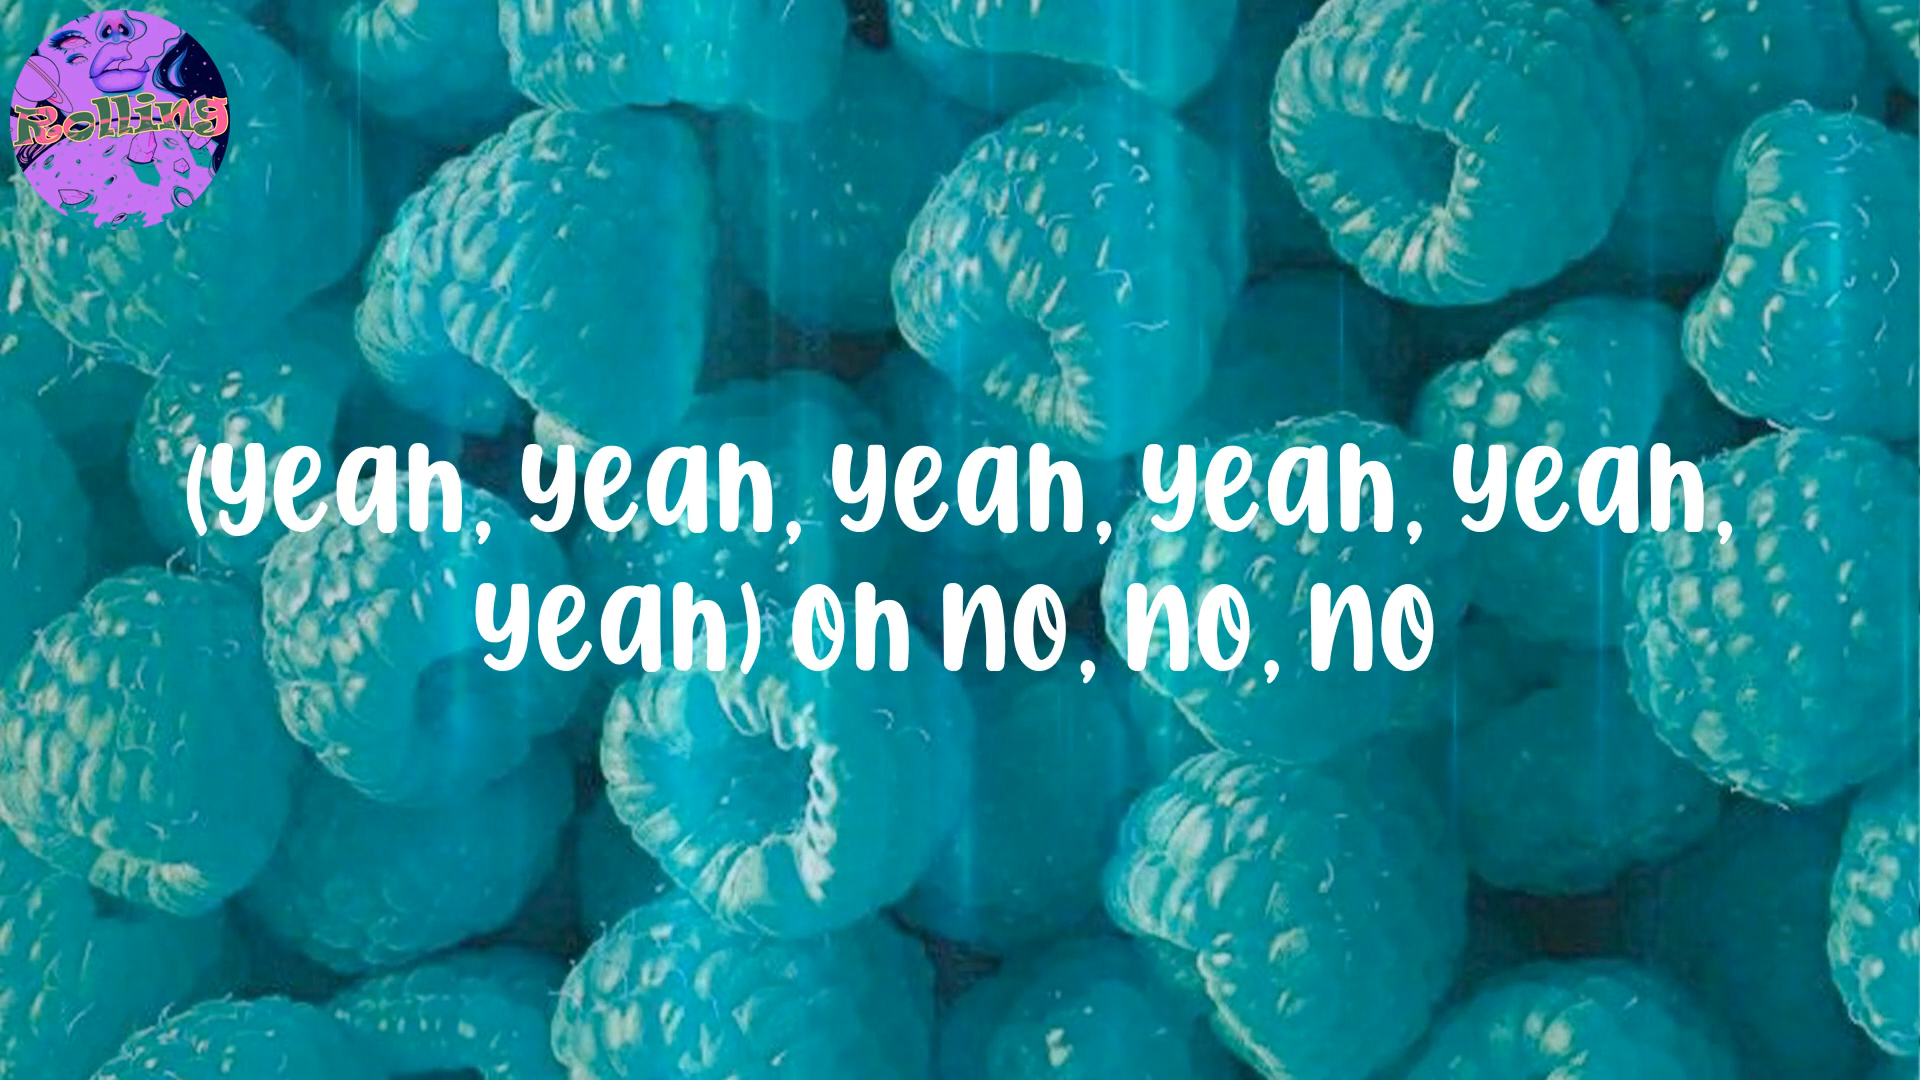 Rolling
(yeah, yeah, yeah, yeah, yeah,
yeah) oh no, no, no